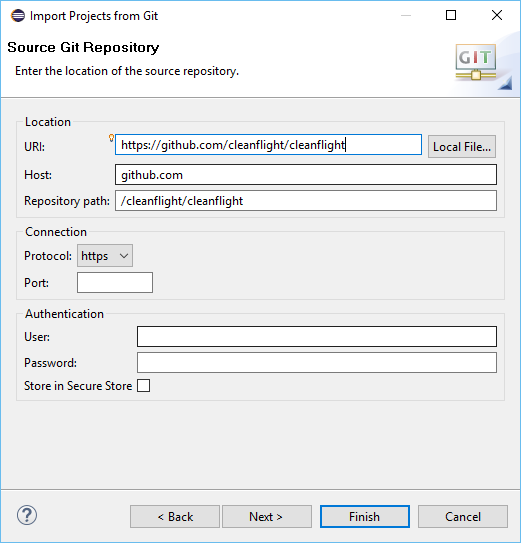 Import Projects from Git
Source Git Repository
Enter the location of the source repository.
GIT
Location
URI: https://github.com/cleanflight/cleanflight Local File...
Host: github.com
Repository path: /cleanflight/cleanflight
Connection
Protocol: https
Port:
Authentication
User:
Password:
Store in Secure Store
? < Back Next > Finish Cancel